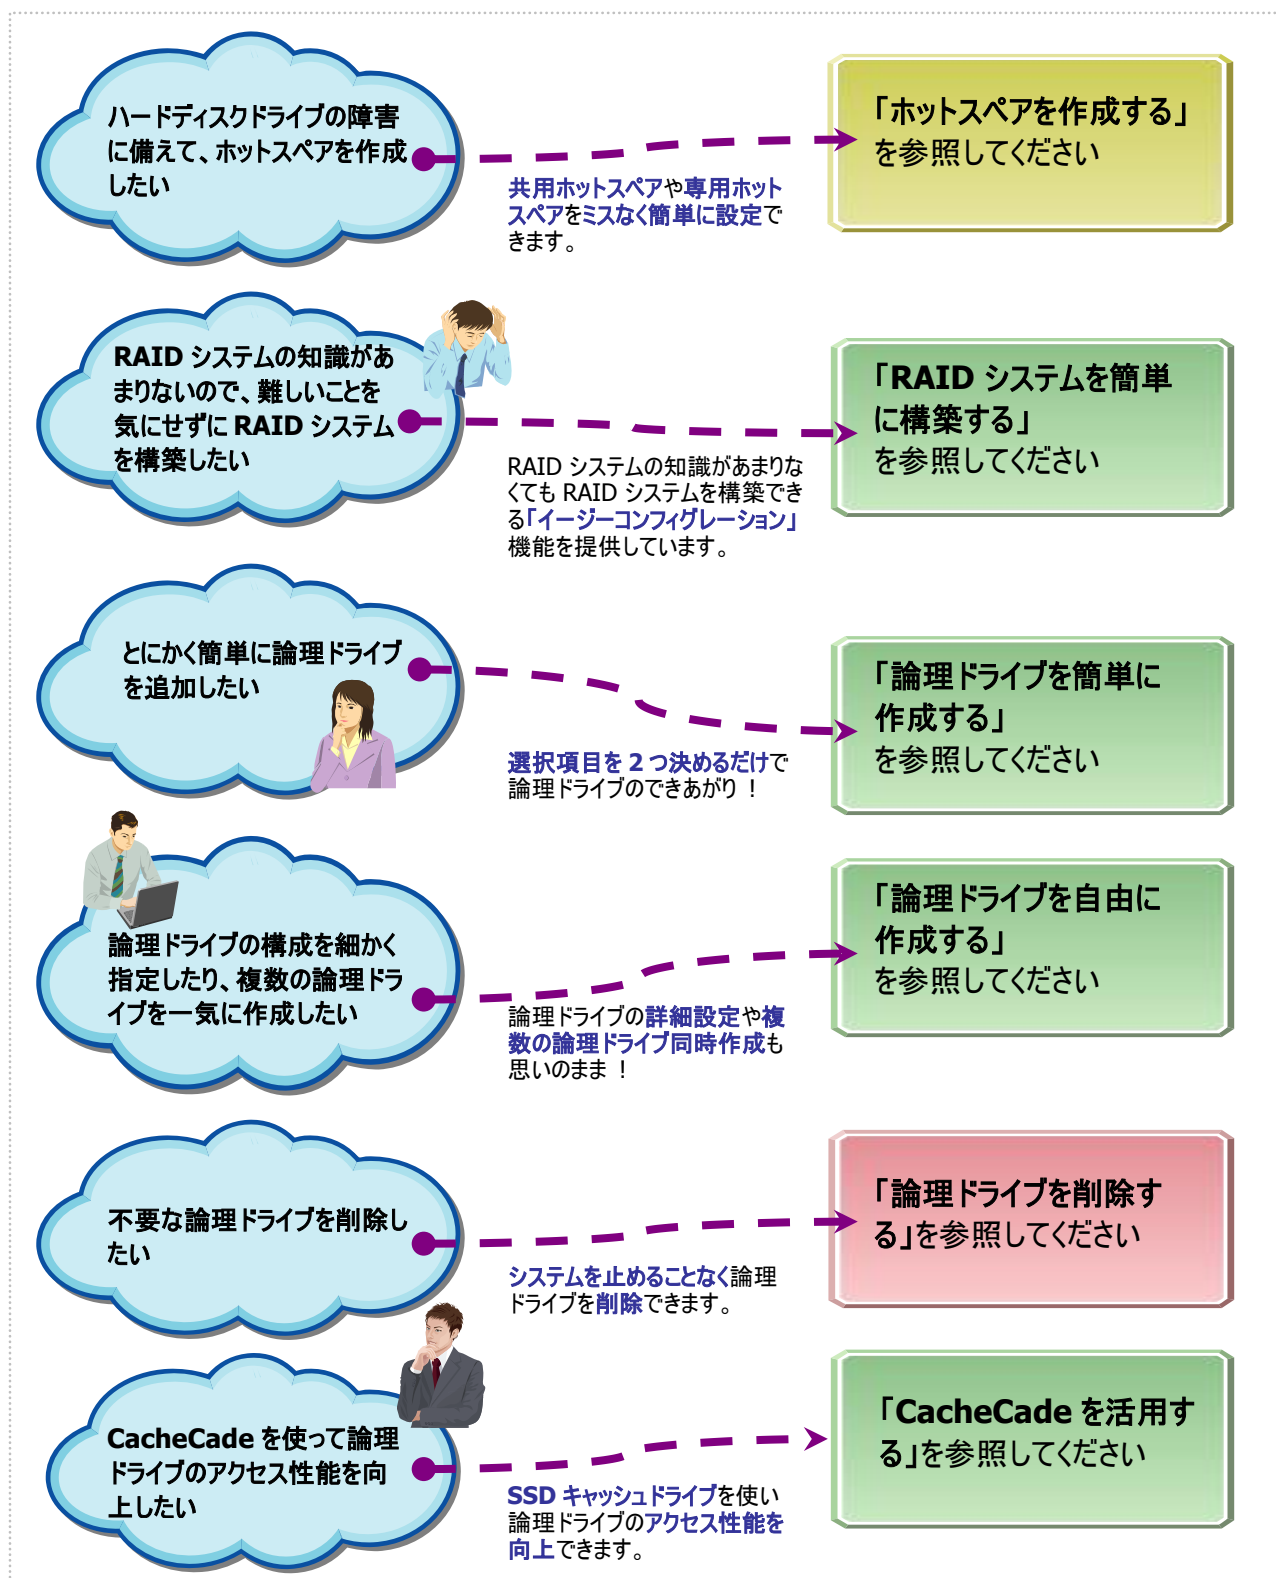 ハードディスクドライブの障害
に備えて、ホットスペアを作成
したい
共用ホットスペアや専用ホット
スペアをミスなく簡単に設定で
きます。
「ホットスペアを作成する」
を参照してください
RAID システムの知識があ
まりないので、難しいことを
気にせずに RAID システム
を構築したい
RAID システムの知識があまりな
くても RAID システムを構築でき
る「イージーコンフィグレーション」
機能を提供しています。
「RAID システムを簡単
に構築する」
を参照してください
とにかく簡単に論理ドライブ
を追加したい
選択項目を 2 つ決めるだけで
論理ドライブのできあがり！
「論理ドライブを簡単に
作成する」
を参照してください
論理ドライブの構成を細かく
指定したり、複数の論理ドラ
イブを一気に作成したい
論理ドライブの詳細設定や複
数の論理ドライブ同時作成も
思いのまま！
「論理ドライブを自由に
作成する」
を参照してください
不要な論理ドライブを削除し
たい
システムを止めることなく論理
ドライブを削除できます。
「論理ドライブを削除す
る」を参照してください
CacheCade を使って論理
ドライブのアクセス性能を向
上したい
SSD キャッシュドライブを使い
論理ドライブのアクセス性能を
向上できます。
「CacheCade を活用す
る」を参照してください